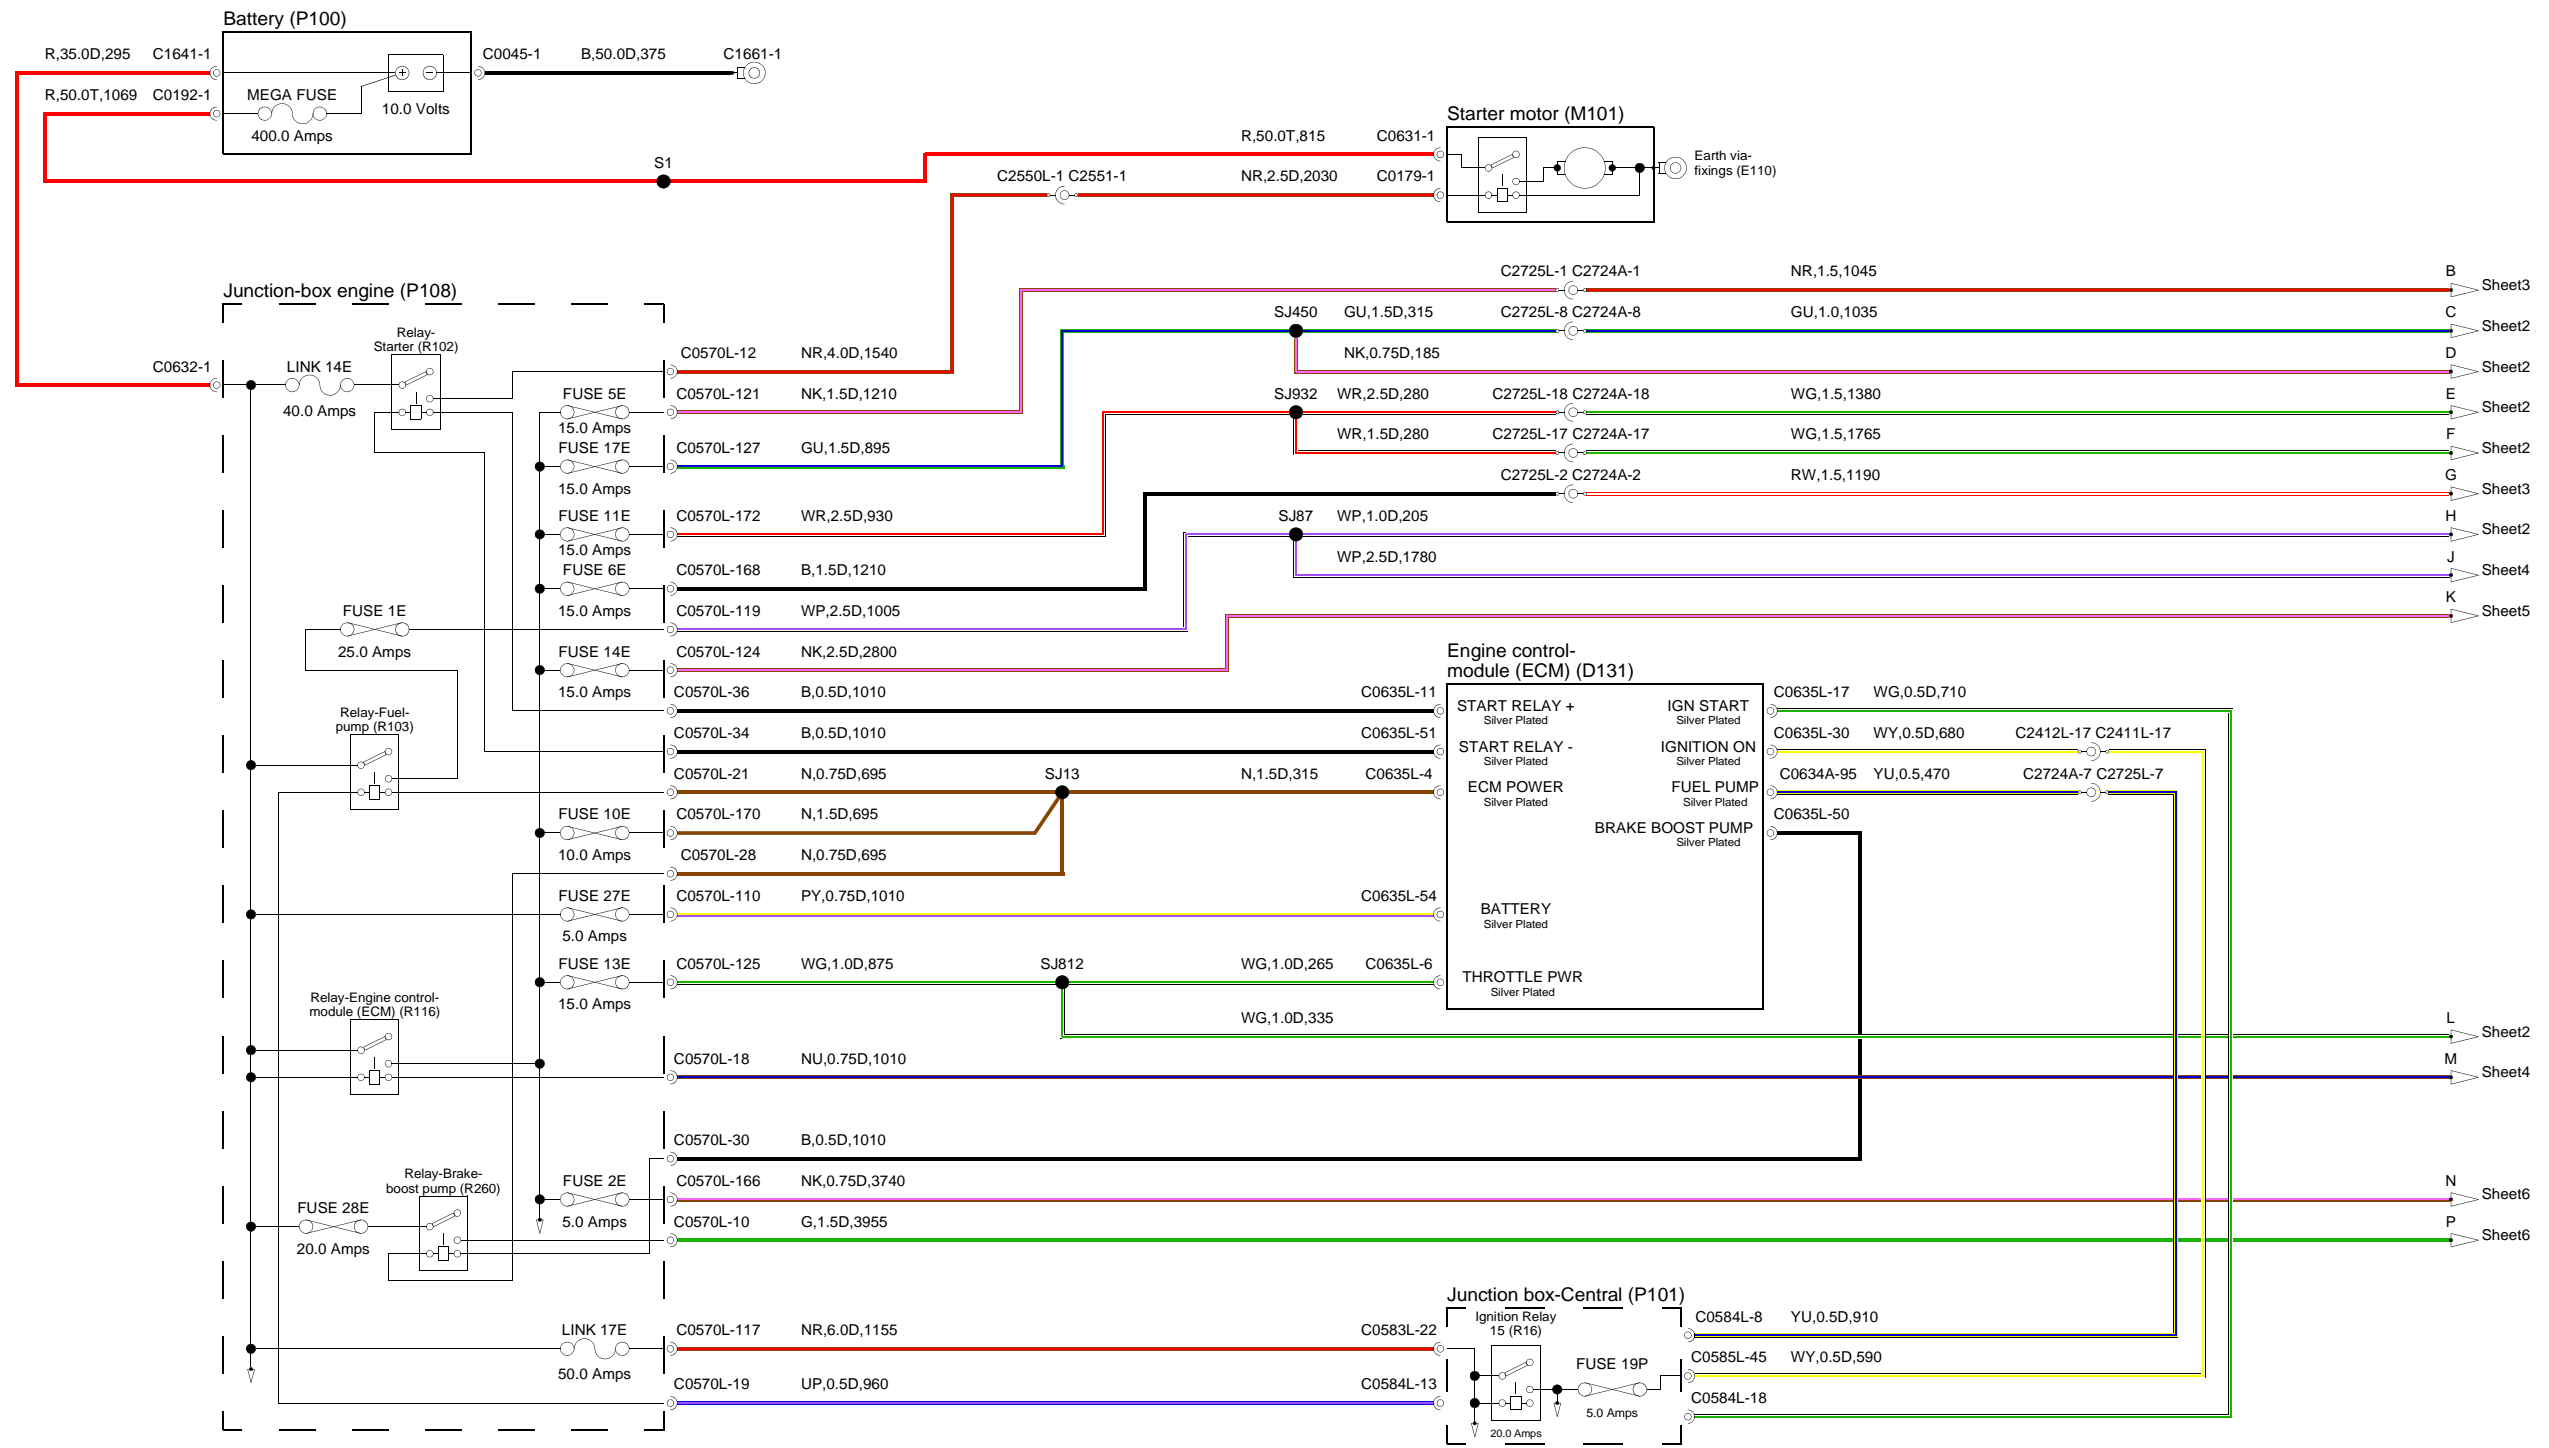 Battery (P100)
R,35.0D,295 C1641-1
C0045-1 B,50.0D,375 C1661-1
R,50.0T,1069 C0192-1
MEGA FUSE
400.0 Amps
10.0 Volts
S1
Starter motor (M101)
R,50.0T,815 C0631-1
C2550L-1 C2551-1
NR,2.5D,2030 C0179-1
Earth via-
fixings (E110)
Junction-box engine (P108)
C0632-1
LINK 14E
40.0 Amps
Relay-
Starter (R102)
C2725L-1 C2724A-1 NR,1.5,1045 B Sheet3
SJ450 GU,1.5D,315 C2725L-8 C2724A-8 GU,1.0,1035 C Sheet2
C0570L-12 NR,4.0D,1540
NK,0.75D,185 D Sheet2
FUSE 5E
15.0 Amps
C0570L-121 NK,1.5D,1210
SJ932 WR,2.5D,280 C2725L-18 C2724A-18 WG,1.5,1380 E Sheet2
FUSE 17E
15.0 Amps
C0570L-127 GU,1.5D,895
WR,1.5D,280 C2725L-17 C2724A-17 WG,1.5,1765 F Sheet2
C2725L-2 C2724A-2 RW,1.5,1190 G Sheet3
FUSE 11E
15.0 Amps
C0570L-172 WR,2.5D,930
SJ87 WP,1.0D,205 H Sheet2
WP,2.5D,1780 J Sheet4
FUSE 6E
15.0 Amps
C0570L-168 B,1.5D,1210
FUSE 1E
25.0 Amps
C0570L-119 WP,2.5D,1005
K Sheet5
FUSE 14E
15.0 Amps
C0570L-124 NK,2.5D,2800
Engine control-
module (ECM) (D131)
C0570L-36 B,0.5D,1010 C0635L-11
START RELAY +
Silver Plated
IGN START
Silver Plated
C0635L-17 WG,0.5D,710
Relay-Fuel-
pump (R103)
C0570L-34 B,0.5D,1010 C0635L-51
START RELAY -
Silver Plated
IGNITION ON
Silver Plated
C0635L-30 WY,0.5D,680 C2412L-17 C2411L-17
C0570L-21 N,0.75D,695 SJ13 N,1.5D,315 C0635L-4
ECM POWER
Silver Plated
FUEL PUMP
Silver Plated
C0634A-95 YU,0.5,470 C2724A-7 C2725L-7
FUSE 10E
10.0 Amps
C0570L-170 N,1.5D,695
BRAKE BOOST PUMP
Silver Plated
C0635L-50
C0570L-28 N,0.75D,695
FUSE 27E
5.0 Amps
C0570L-110 PY,0.75D,1010 C0635L-54
BATTERY
Silver Plated
FUSE 13E
15.0 Amps
C0570L-125 WG,1.0D,875 SJ812 WG,1.0D,265 C0635L-6
THROTTLE PWR
Silver Plated
Relay-Engine control-
module (ECM) (R116)
WG,1.0D,335 L Sheet2
C0570L-18 NU,0.75D,1010 M Sheet4
C0570L-30 B,0.5D,1010
Relay-Brake-
boost pump (R260)
FUSE 2E
5.0 Amps
C0570L-166 NK,0.75D,3740 N Sheet6
FUSE 28E
20.0 Amps
C0570L-10 G,1.5D,3955 P Sheet6
Junction box-Central (P101)
Ignition Relay
15 (R16)
20.0 Amps
C0584L-8 YU,0.5D,910
LINK 17E
50.0 Amps
C0570L-117 NR,6.0D,1155 C0583L-22
FUSE 19P
5.0 Amps
C0585L-45 WY,0.5D,590
C0570L-19 UP,0.5D,960 C0584L-13
C0584L-18